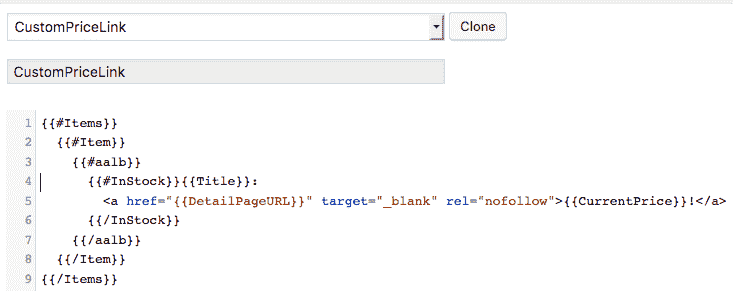 CustomPriceLink Clone
CustomPriceLink
1 {{#Items}}
2 {{#Item}}
3 {{#aalb}}
4 {{#InStock}}{{Title}}:
5 <a href="{{DetailPageURL}}" target="_blank" rel="nofollow">{{CurrentPrice}}!</a>
6 {{/InStock}}
7 {{/aalb}}
8 {{/Item}}
9 {{/Items}}